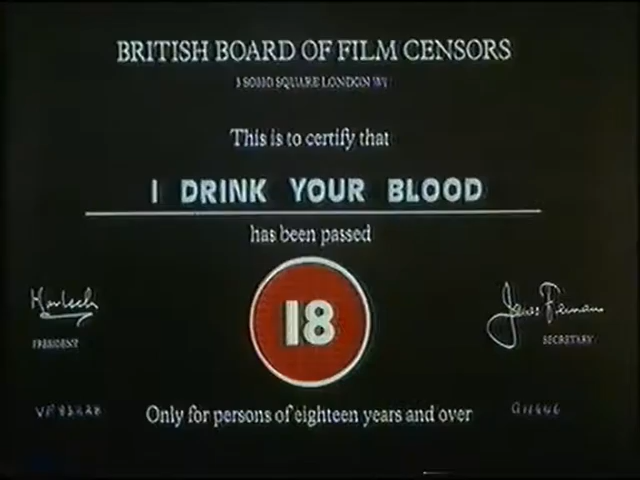 BRITISH BOARD OF FILM CENSORS
3 SOHO SQUARE LONDON W1
This is to certify that
I DRINK YOUR BLOOD
has been passed
18
PRESIDENT
SECRETARY
Only for persons of eighteen years and over